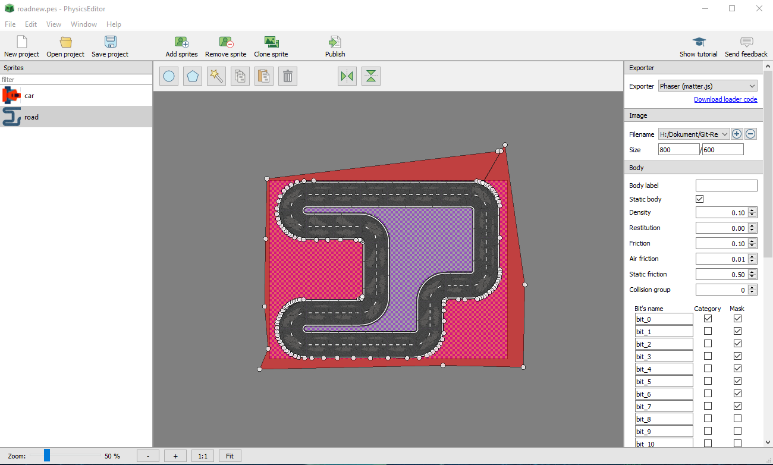 roadnew.pes - PhysicsEditor
File Edit View Window Help
New project Open project Save project Add sprites Remove sprite Clone sprite Publish Show tutorial Send feedback
Sprites
filter
car
road
Exporter
Exporter Phaser (matter.js)
Download loader code
Image
Filename H:/Dokument/Git-Re
Size 800 /600
Body
Body label
Static body
Density 0.10
Restitution 0.00
Friction 0.10
Air friction 0.01
Static friction 0.50
Collision group 0
Bit's name Category Mask
bit_0
bit_1
bit_2
bit_3
bit_4
bit_5
bit_6
bit_7
bit_8
bit_9
bit_10
Zoom: 50 % - + 1:1 Fit